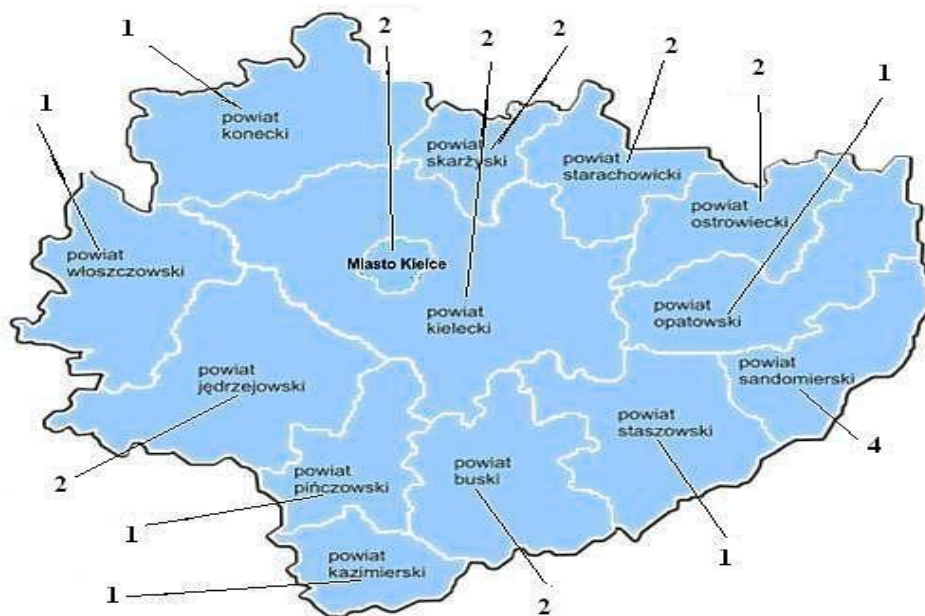 1
2
2
2
2
2
1
1
powiat
konecki
powiat
skarżyski
powiat
starachowicki
powiat
ostrowiecki
powiat
włoszczowski
Miasto Kielce
powiat
kielecki
powiat
opatowski
powiat
jędrzejowski
powiat
sandomierski
powiat
staszowski
4
2
powiat
pińczowski
powiat
buski
1
1
powiat
kazimierski
1
2